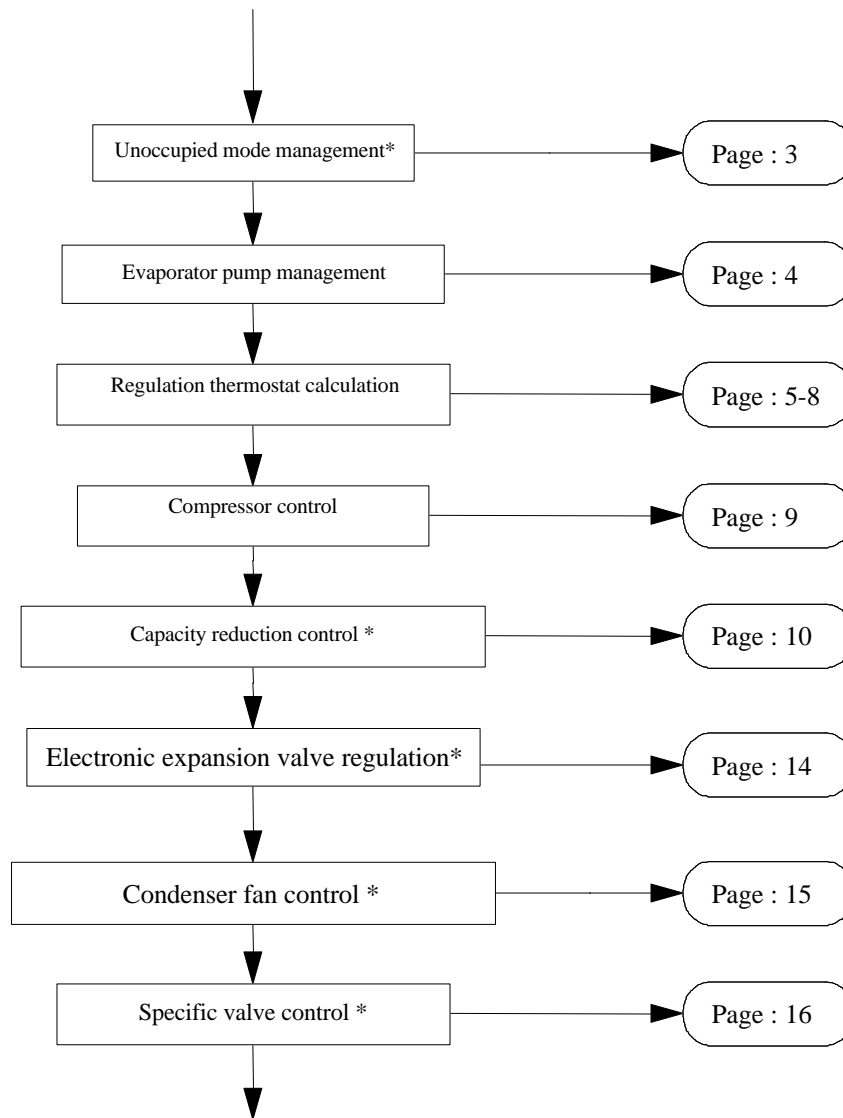 Unoccupied mode management*
Page : 3
Evaporator pump management
Page : 4
Regulation thermostat calculation
Page : 5-8
Compressor control
Page : 9
Capacity reduction control *
Page : 10
Electronic expansion valve regulation*
Page : 14
Condenser fan control *
Page : 15
Specific valve control *
Page : 16